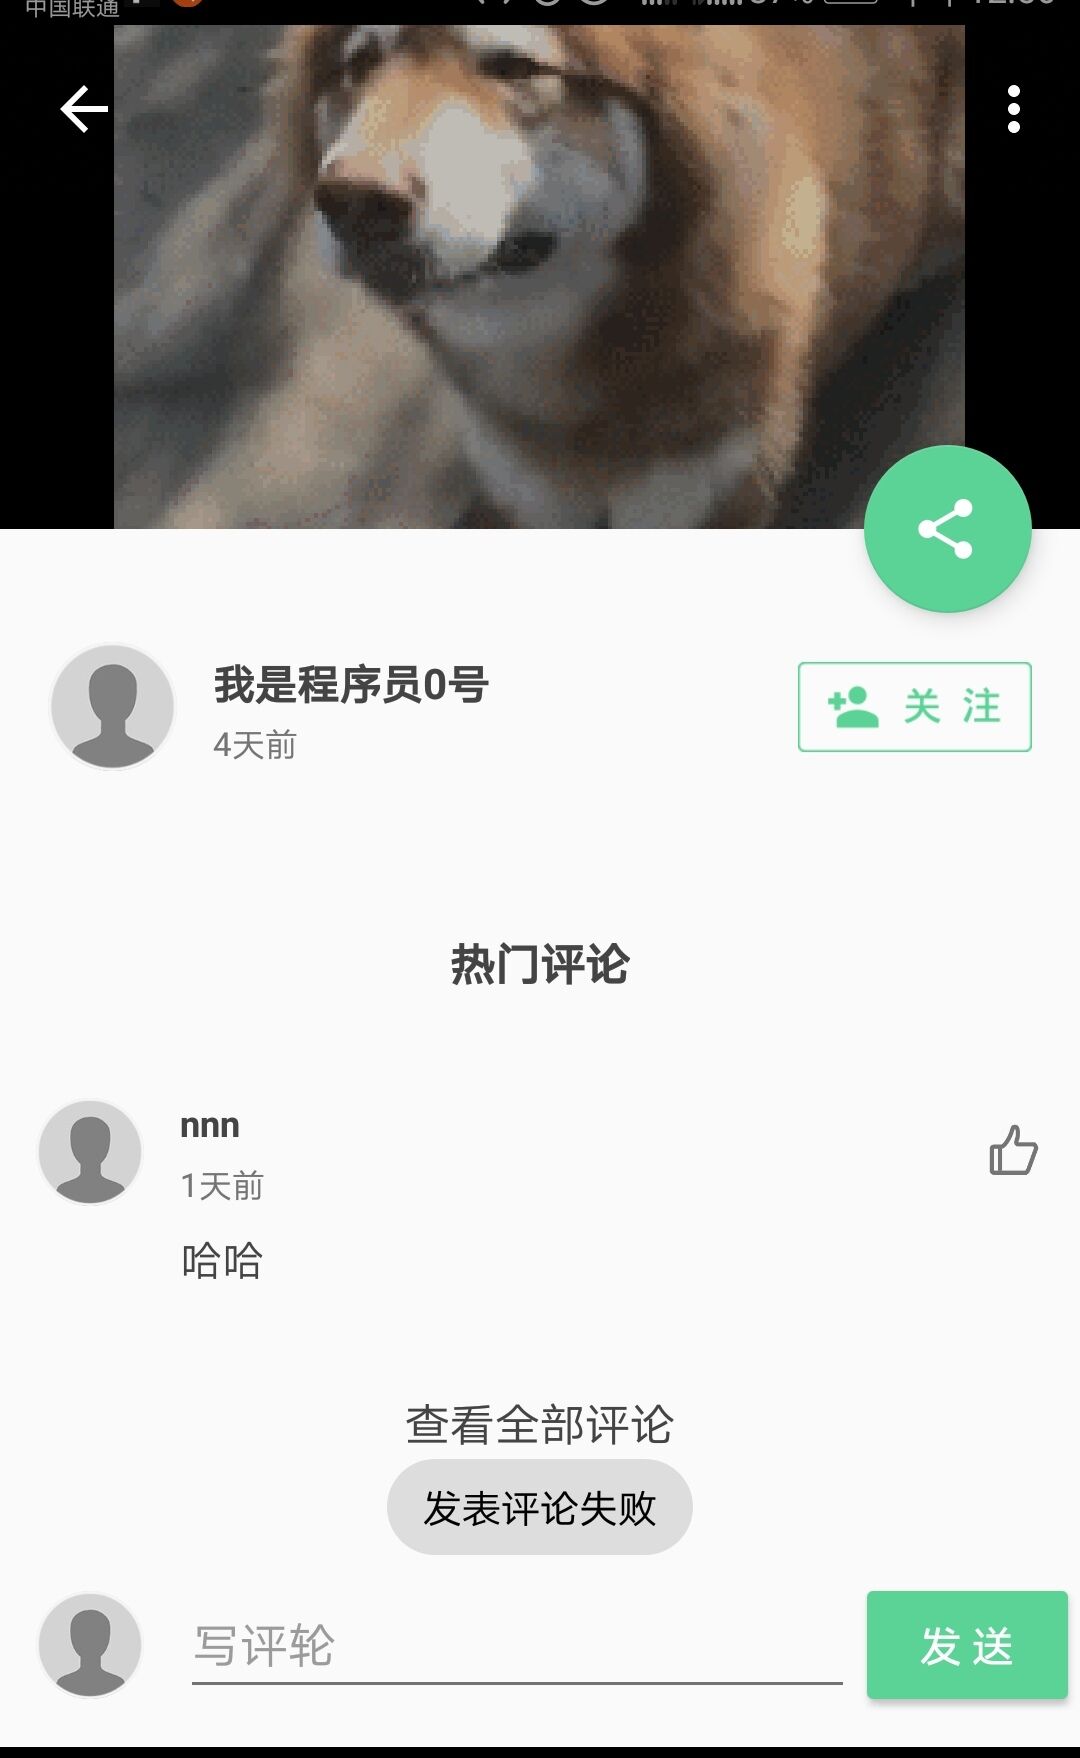 中国联通
我是程序员0号
4天前
关 注
热门评论
nnn
1天前
哈哈
查看全部评论
发表评论失败
写评轮
发 送